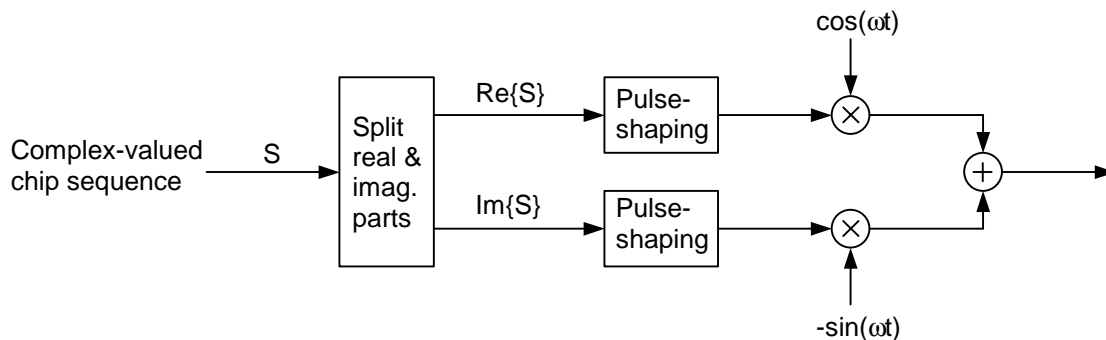 cos(ωt)
Complex-valued
chip sequence
S
Split
real &
imag.
parts
Re{S}
Pulse-
shaping
Im{S}
Pulse-
shaping
-sin(ωt)